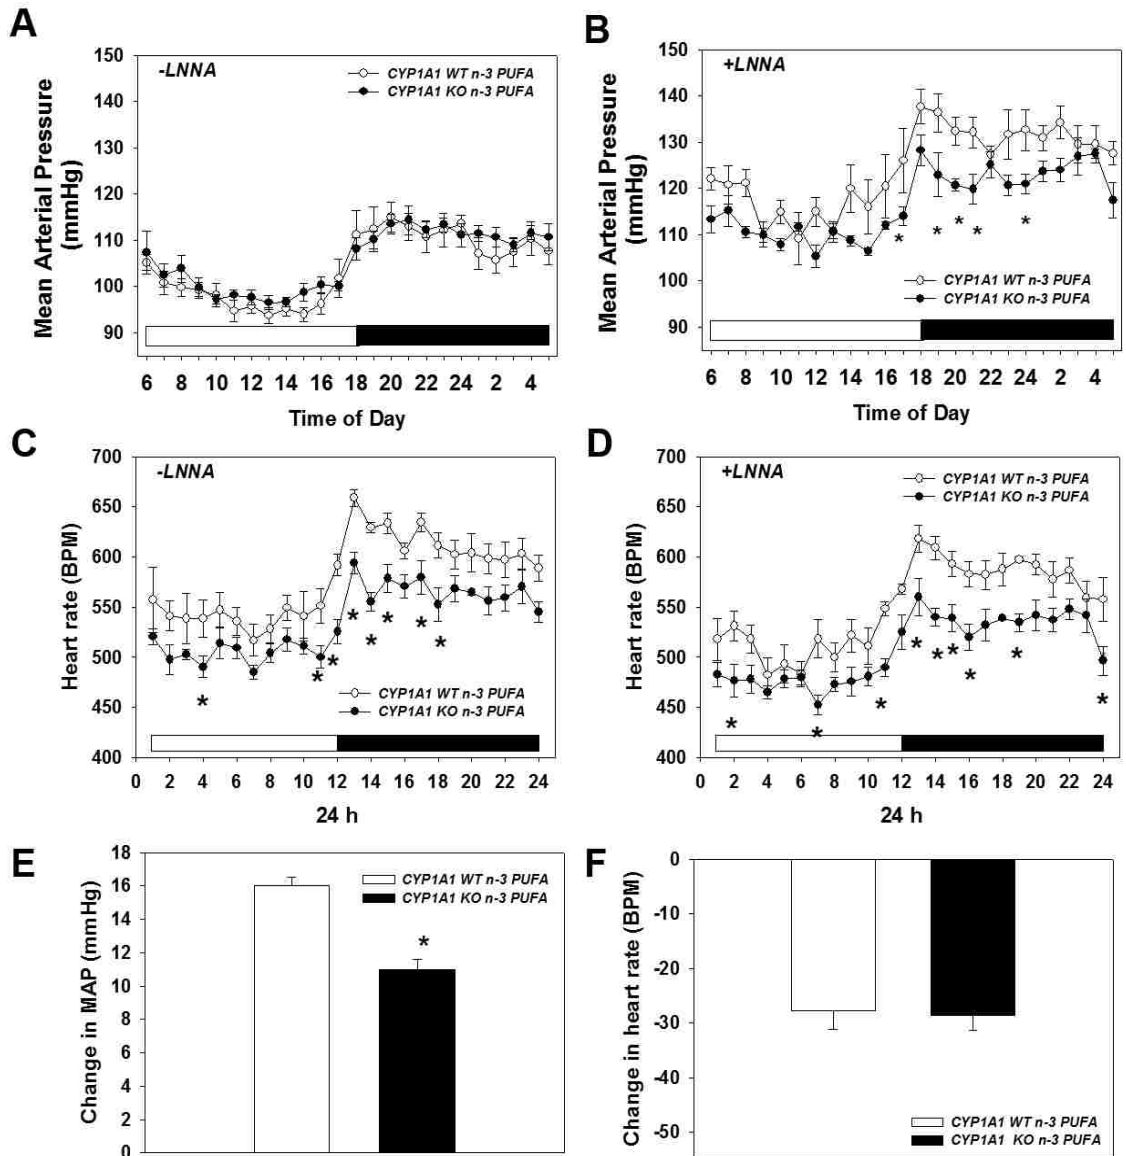 A
-LNNA
CYP1A1 WT n-3 PUFA
CYP1A1 KO n-3 PUFA
Mean Arterial Pressure
(mmHg)
150
140
130
120
110
100
90
6 8 10 12 14 16 18 20 22 24 2 4
Time of Day
B
+LNNA
Mean Arterial Pressure
(mmHg)
150
140
130
120
110
100
90
* * * * *
CYP1A1 WT n-3 PUFA
CYP1A1 KO n-3 PUFA
6 8 10 12 14 16 18 20 22 24 2 4
Time of Day
C
-LNNA
Heart rate (BPM)
700
650
600
550
500
450
400
* * * * * * * *
CYP1A1 WT n-3 PUFA
CYP1A1 KO n-3 PUFA
0 2 4 6 8 10 12 14 16 18 20 22 24
24 h
D
+LNNA
CYP1A1 WT n-3 PUFA
CYP1A1 KO n-3 PUFA
Heart rate (BPM)
700
650
600
550
500
450
400
* * * * * * * * *
0 2 4 6 8 10 12 14 16 18 20 22 24
24 h
E
Change in MAP (mmHg)
18
16
14
12
10
8
6
4
2
0
CYP1A1 WT n-3 PUFA
CYP1A1 KO n-3 PUFA
*
F
Change in heart rate (BPM)
0
-10
-20
-30
-40
-50
CYP1A1 WT n-3 PUFA
CYP1A1 KO n-3 PUFA